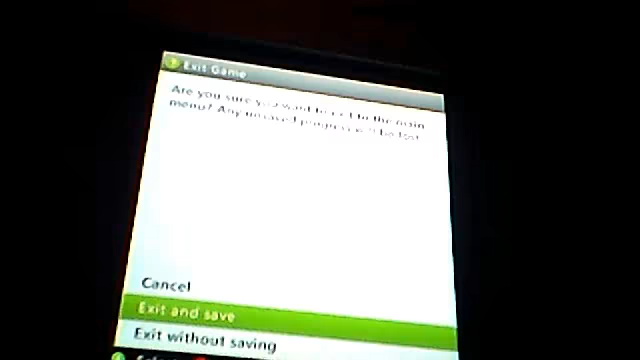 Exit Game
Are you sure you want to exit to the main
menu? Any unsaved progress will be lost.
Cancel
Exit and save
Exit without saving